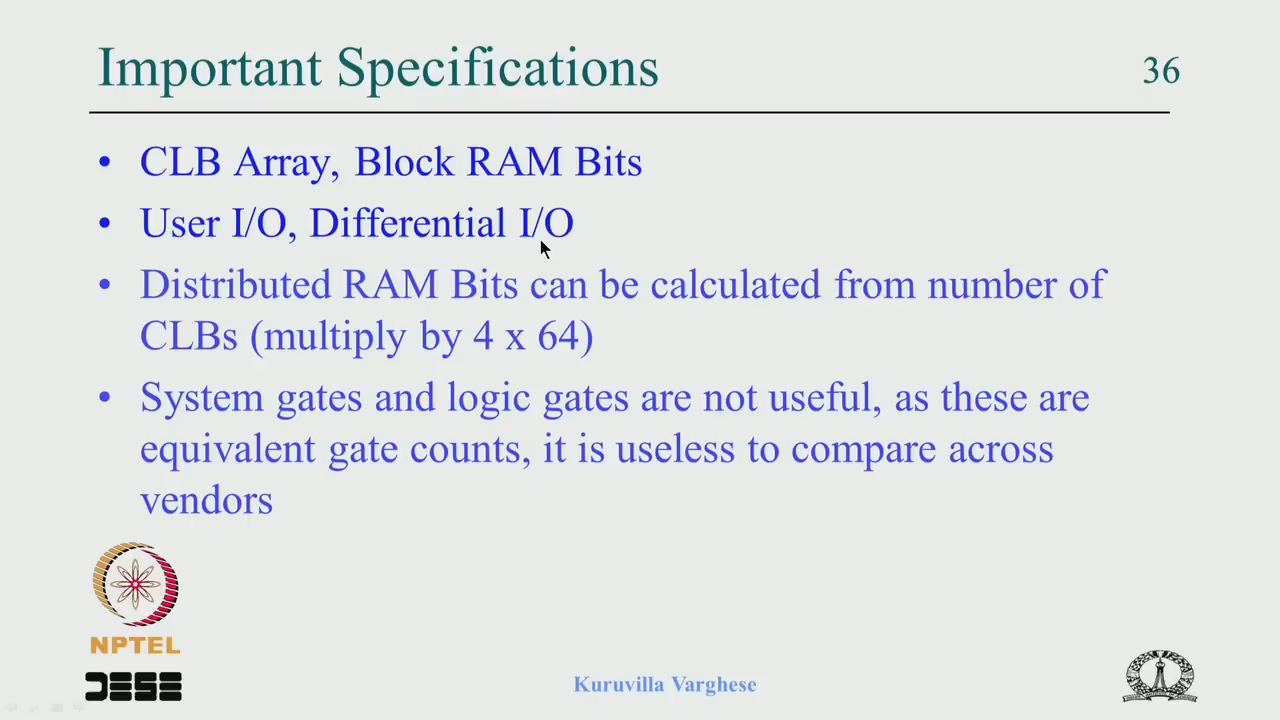 Important Specifications
36
• CLB Array, Block RAM Bits
• User I/O, Differential I/O
• Distributed RAM Bits can be calculated from number of
CLBs (multiply by 4 x 64)
• System gates and logic gates are not useful, as these are
equivalent gate counts, it is useless to compare across
vendors
NPTEL
DESE
Kuruvilla Varghese